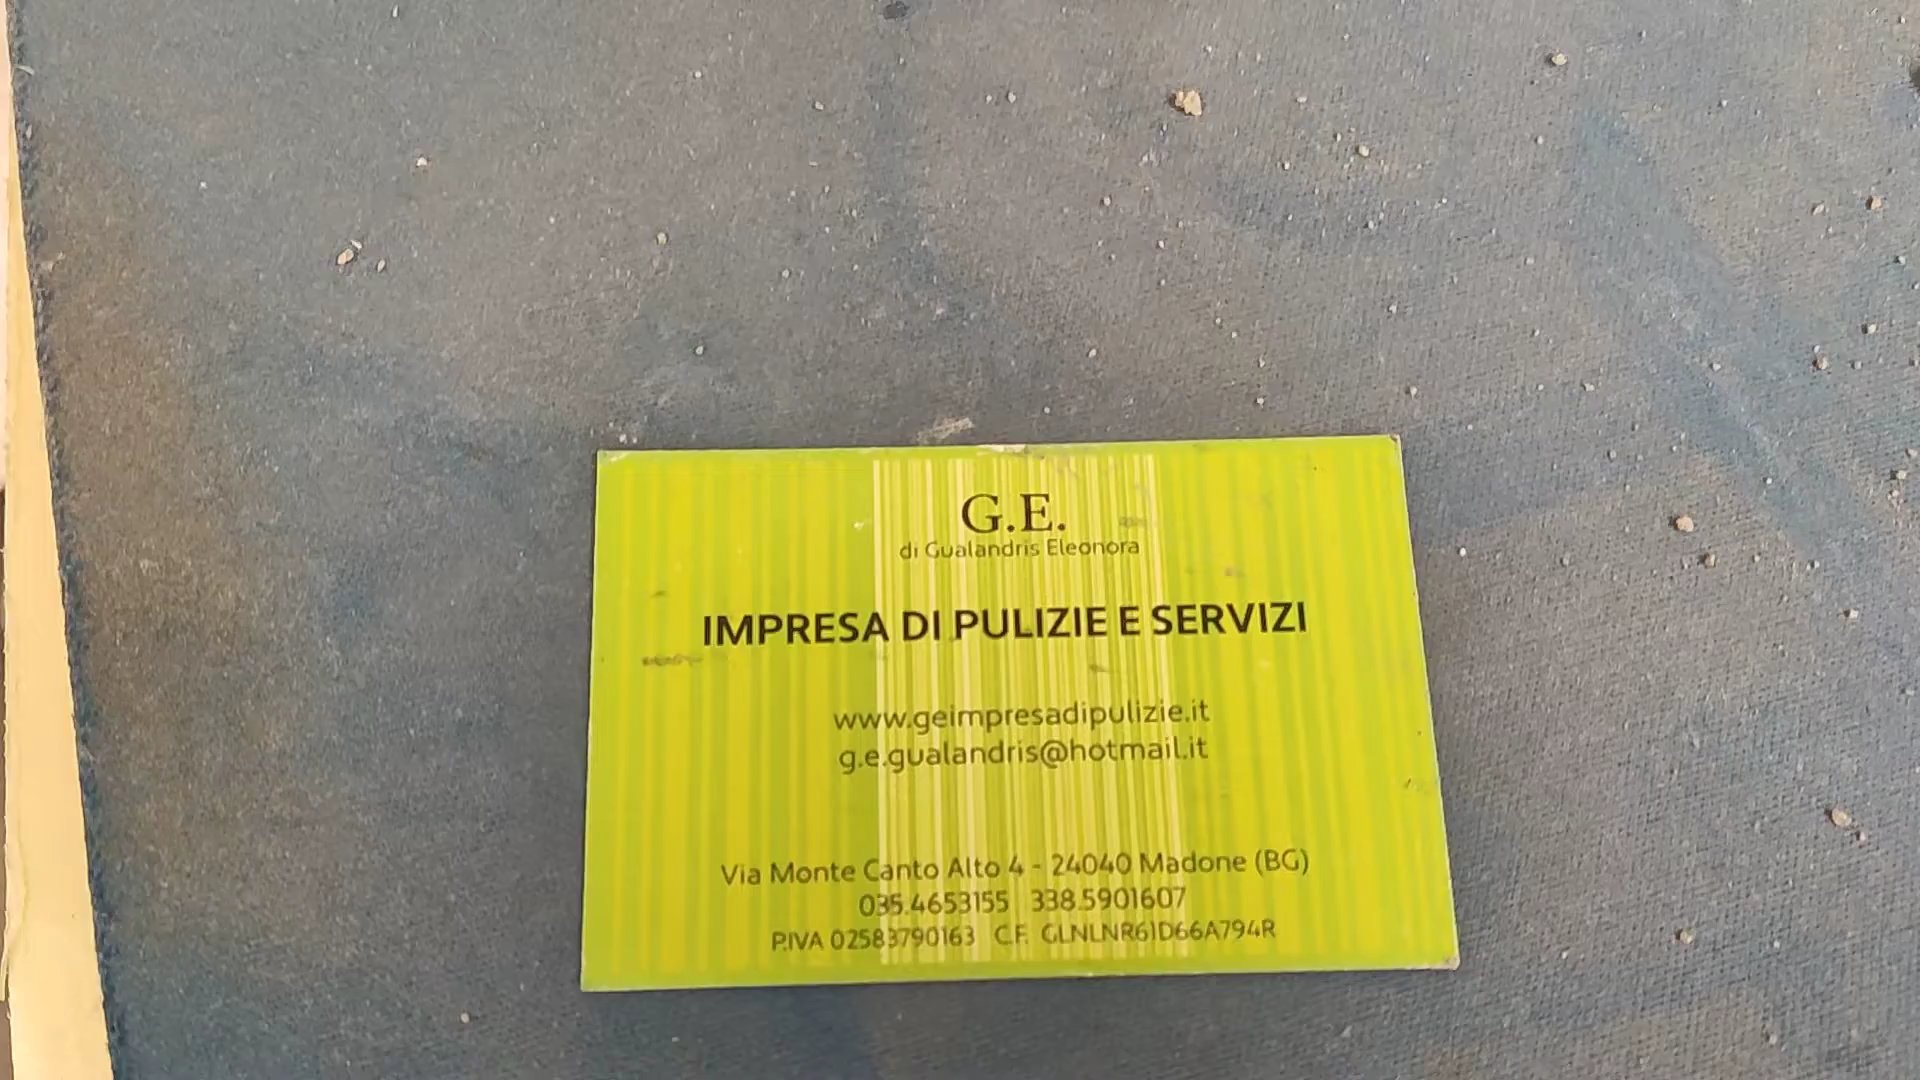 G.E.
di Gualandris Eleonora
IMPRESA DI PULIZIE E SERVIZI
www.geimpresadipulizie.it
g.e.gualandris@hotmail.it
Via Monte Canto Alto 4 - 24040 Madone (BG)
035.4653155 338.5901607
P.IVA 02583790163 C.F. GLNLNR61D66A794R